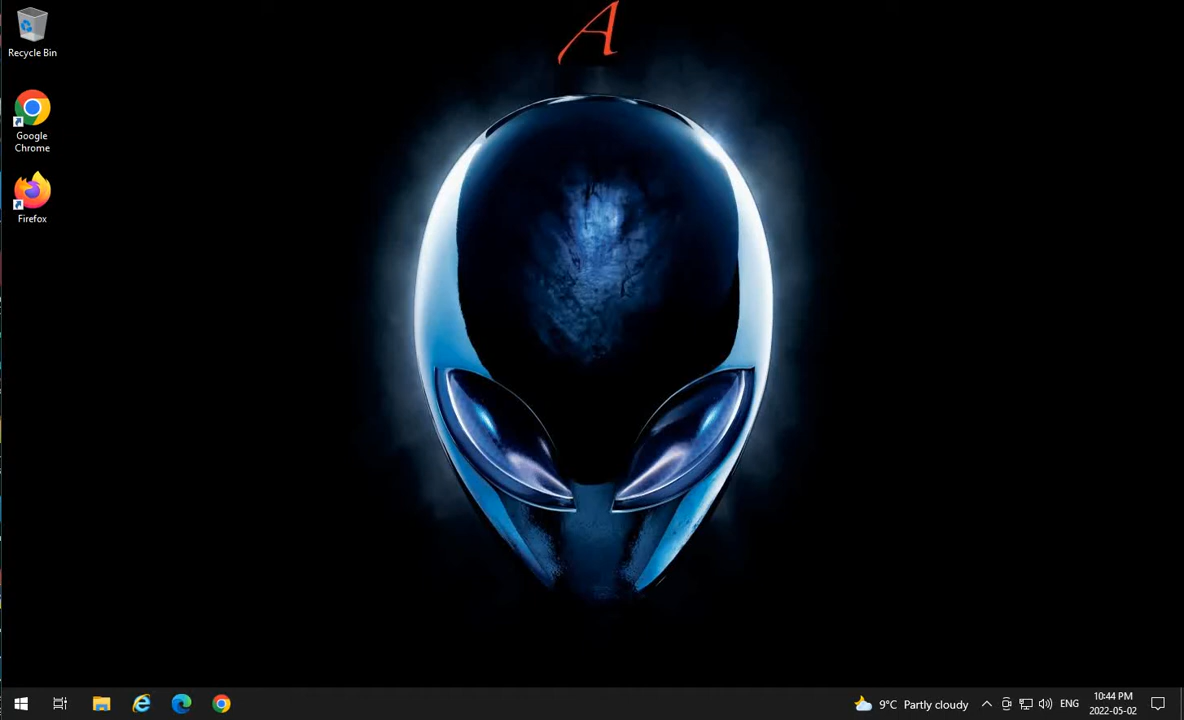 A
Recycle Bin
Google
Chrome
Firefox
9°C Partly cloudy
ENG
10:44 PM
2022-05-02